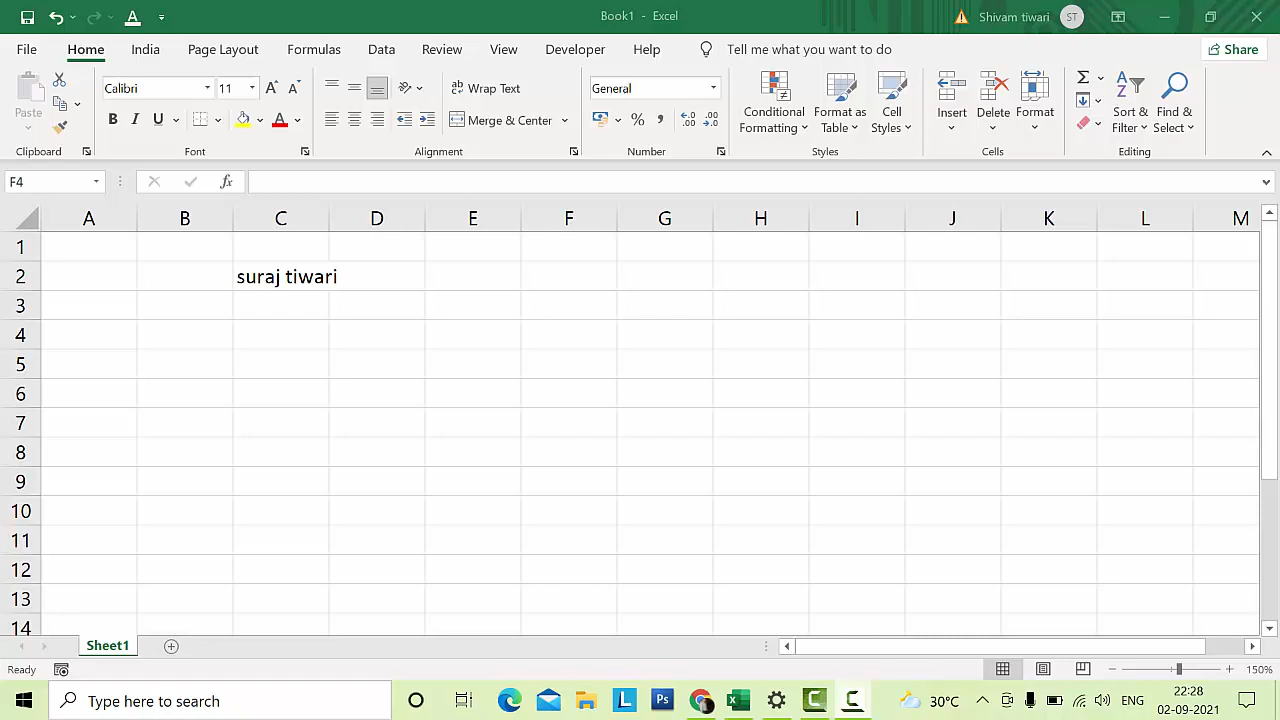 Book1 - Excel
Shivam tiwari ST
File Home India Page Layout Formulas Data Review View Developer Help Tell me what you want to do Share
Paste
Calibri 11
B I U
Wrap Text
Merge & Center
General
Conditional Formatting
Format as Table
Cell Styles
Insert
Delete
Format
Sort & Filter
Find & Select
Clipboard Font Alignment Number Styles Cells Editing
F4 fx
A B C D E F G H I J K L M
1
2 suraj tiwari
3
4
5
6
7
8
9
10
11
12
13
14
Sheet1
Ready 150%
Type here to search L Ps 30°C ENG 22:28
02-09-2021